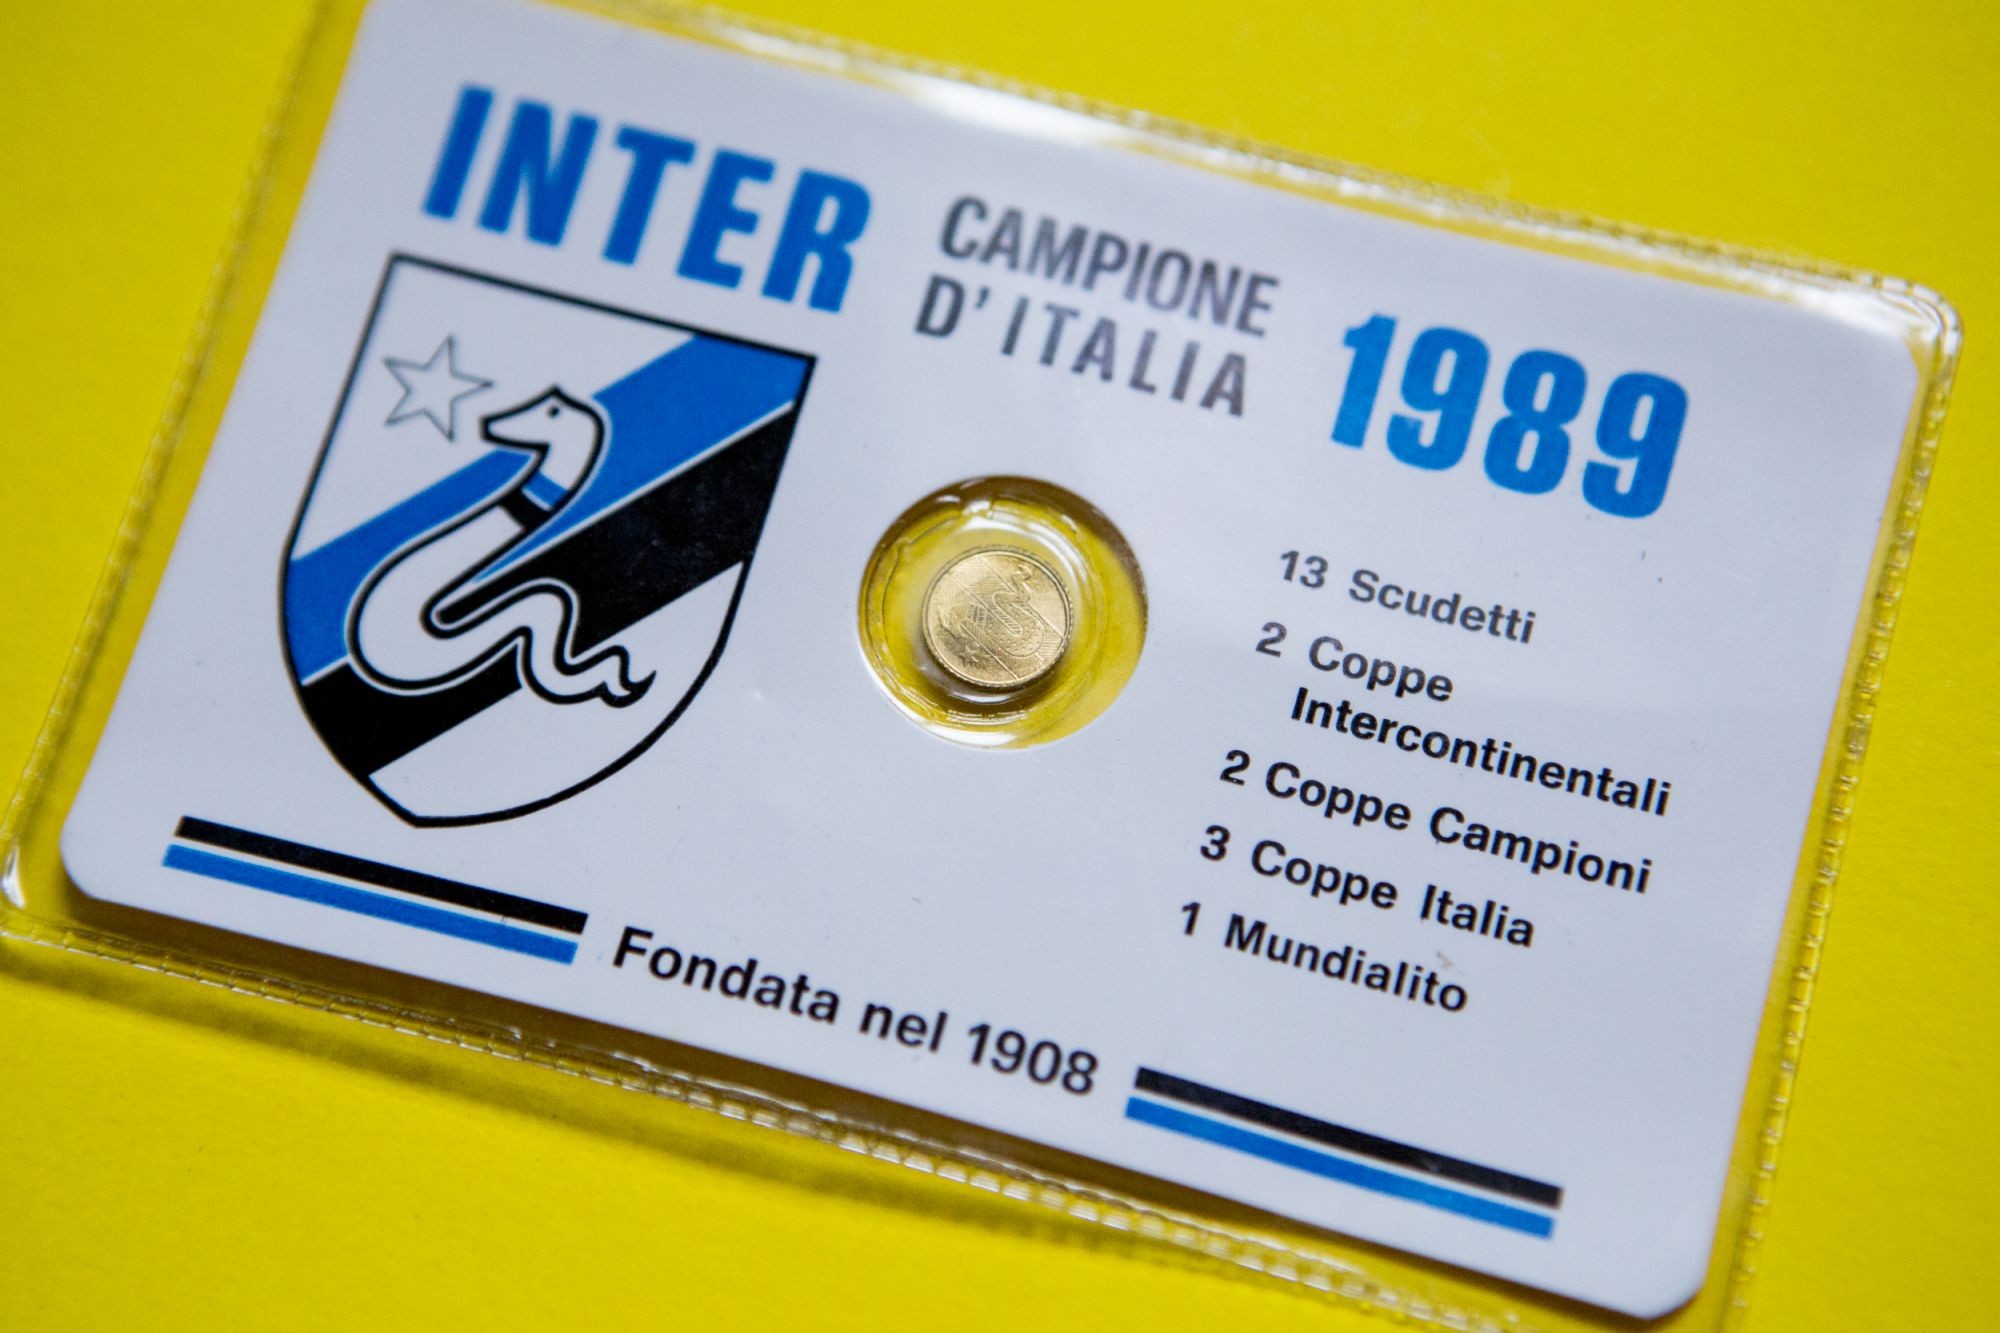 INTER
CAMPIONE
D'ITALIA
1989
13 Scudetti
2 Coppe
Intercontinentali
2 Coppe Campioni
3 Coppe Italia
1 Mundialito
Fondata nel 1908